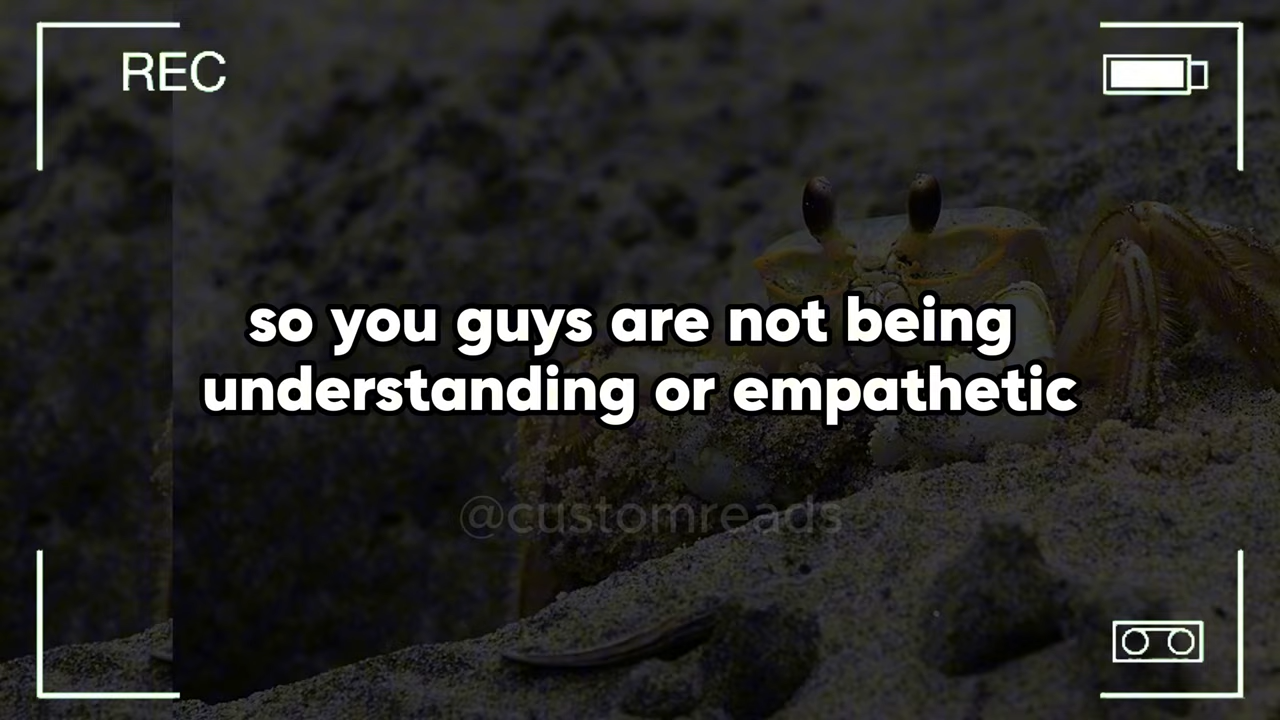 REC
so you guys are not being
understanding or empathetic
@customreads